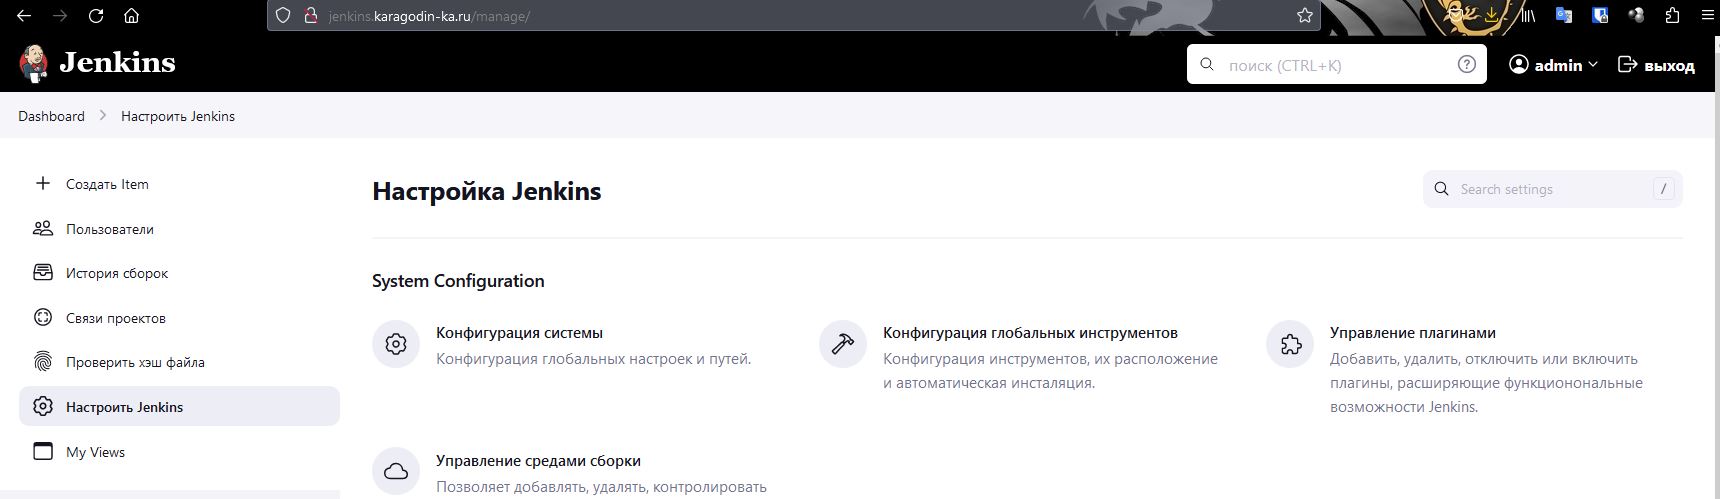 jenkins.karagodin-ka.ru/manage/
Jenkins
поиск (CTRL+K)
admin
выход
Dashboard
Настроить Jenkins
Создать Item
Пользователи
История сборок
Связи проектов
Проверить хэш файла
Настроить Jenkins
My Views
Настройка Jenkins
Search settings
/
System Configuration
Конфигурация системы
Конфигурация глобальных настроек и путей.
Конфигурация глобальных инструментов
Конфигурация инструментов, их расположение
и автоматическая инсталяция.
Управление плагинами
Добавить, удалить, отключить или включить
плагины, расширяющие функциональные
возможности Jenkins.
Управление средами сборки
Позволяет добавлять, удалять, контролировать